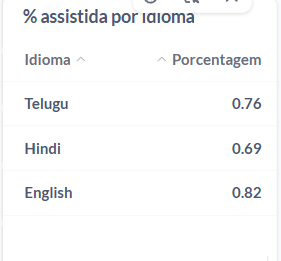 % assistida por idioma
Idioma Porcentagem
Telugu 0.76
Hindi 0.69
English 0.82